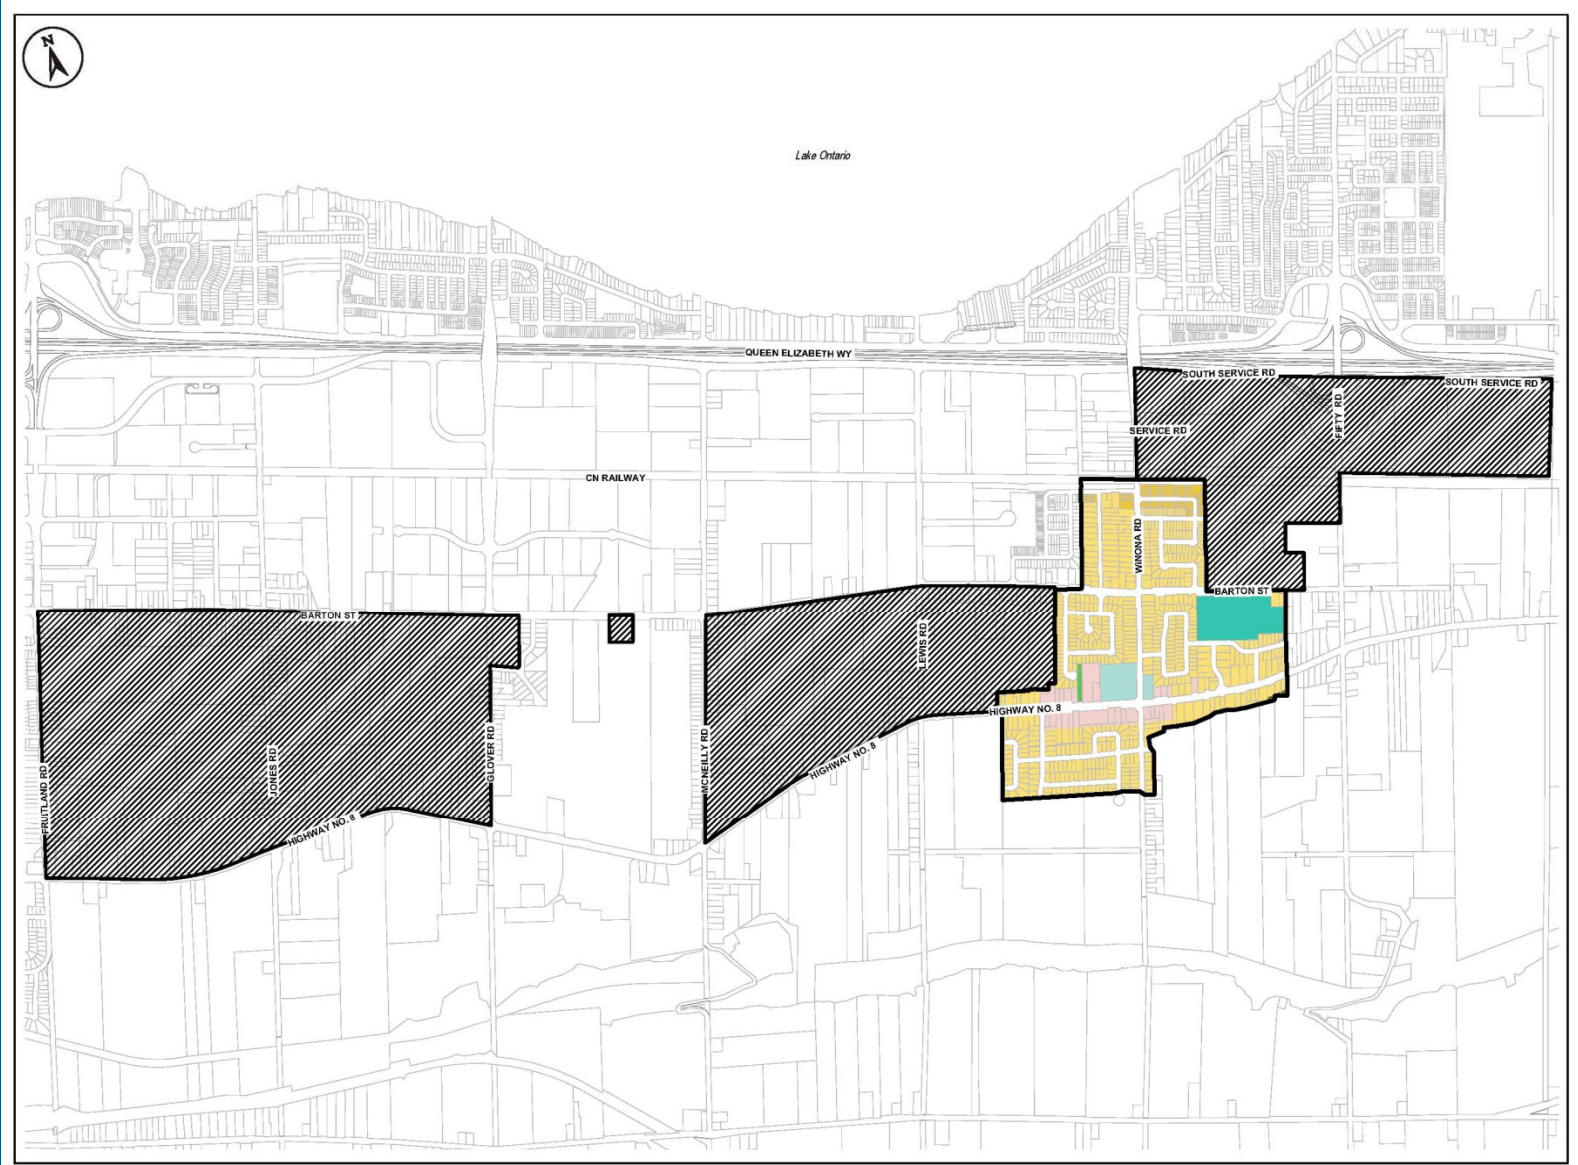 N
Lake Ontario
QUEEN ELIZABETH WY
SOUTH SERVICE RD
SOUTH SERVICE RD
FIFTY RD
SERVICE RD
CN RAILWAY
WINONA RD
BARTON ST
BARTON ST
LEWIS RD
HIGHWAY NO. 8
GLOVER RD
MCNEILLY RD
HIGHWAY NO. 8
JONES RD
FRUITLAND RD
HIGHWAY NO. 8